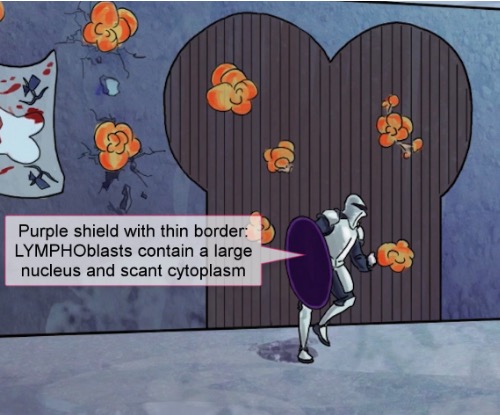 Purple shield with thin border:
LYMPHOblasts contain a large
nucleus and scant cytoplasm